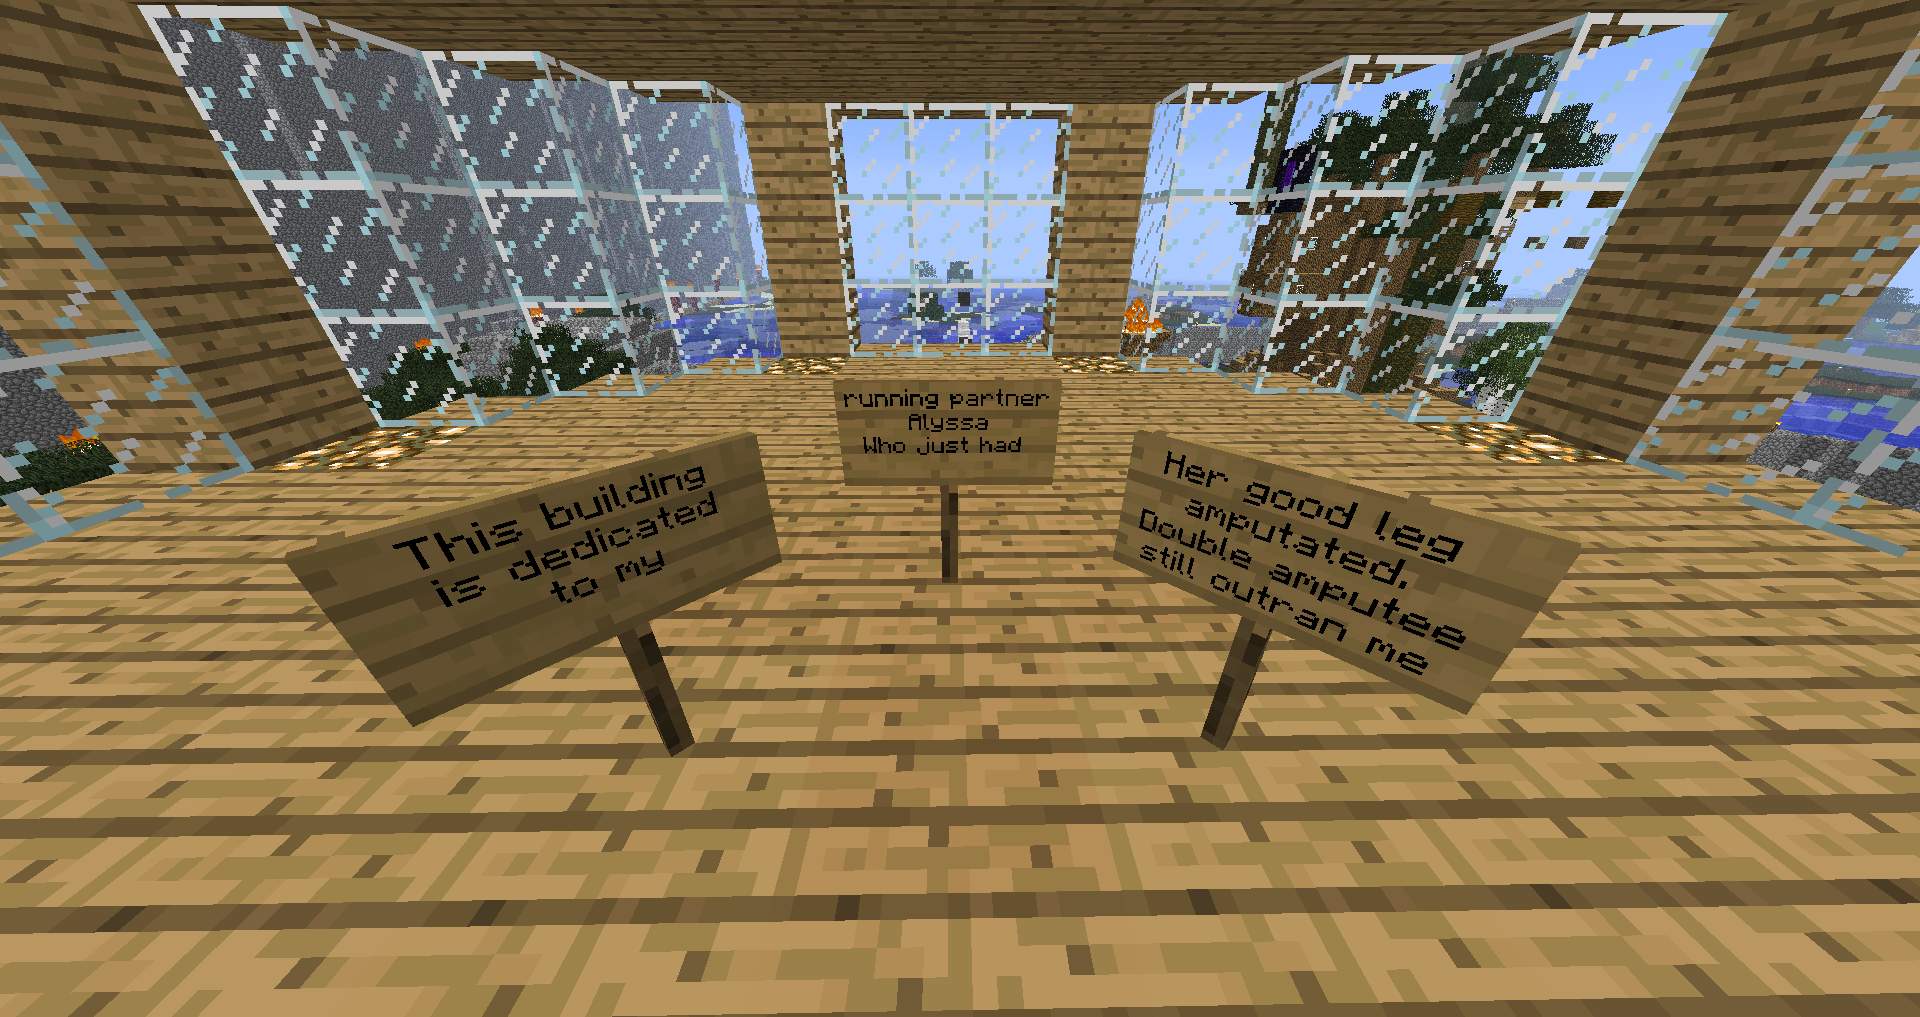 This building
is dedicated
to my
running partner
Alyssa
Who just had
Her good leg
amputated.
Double amputee
still outran me